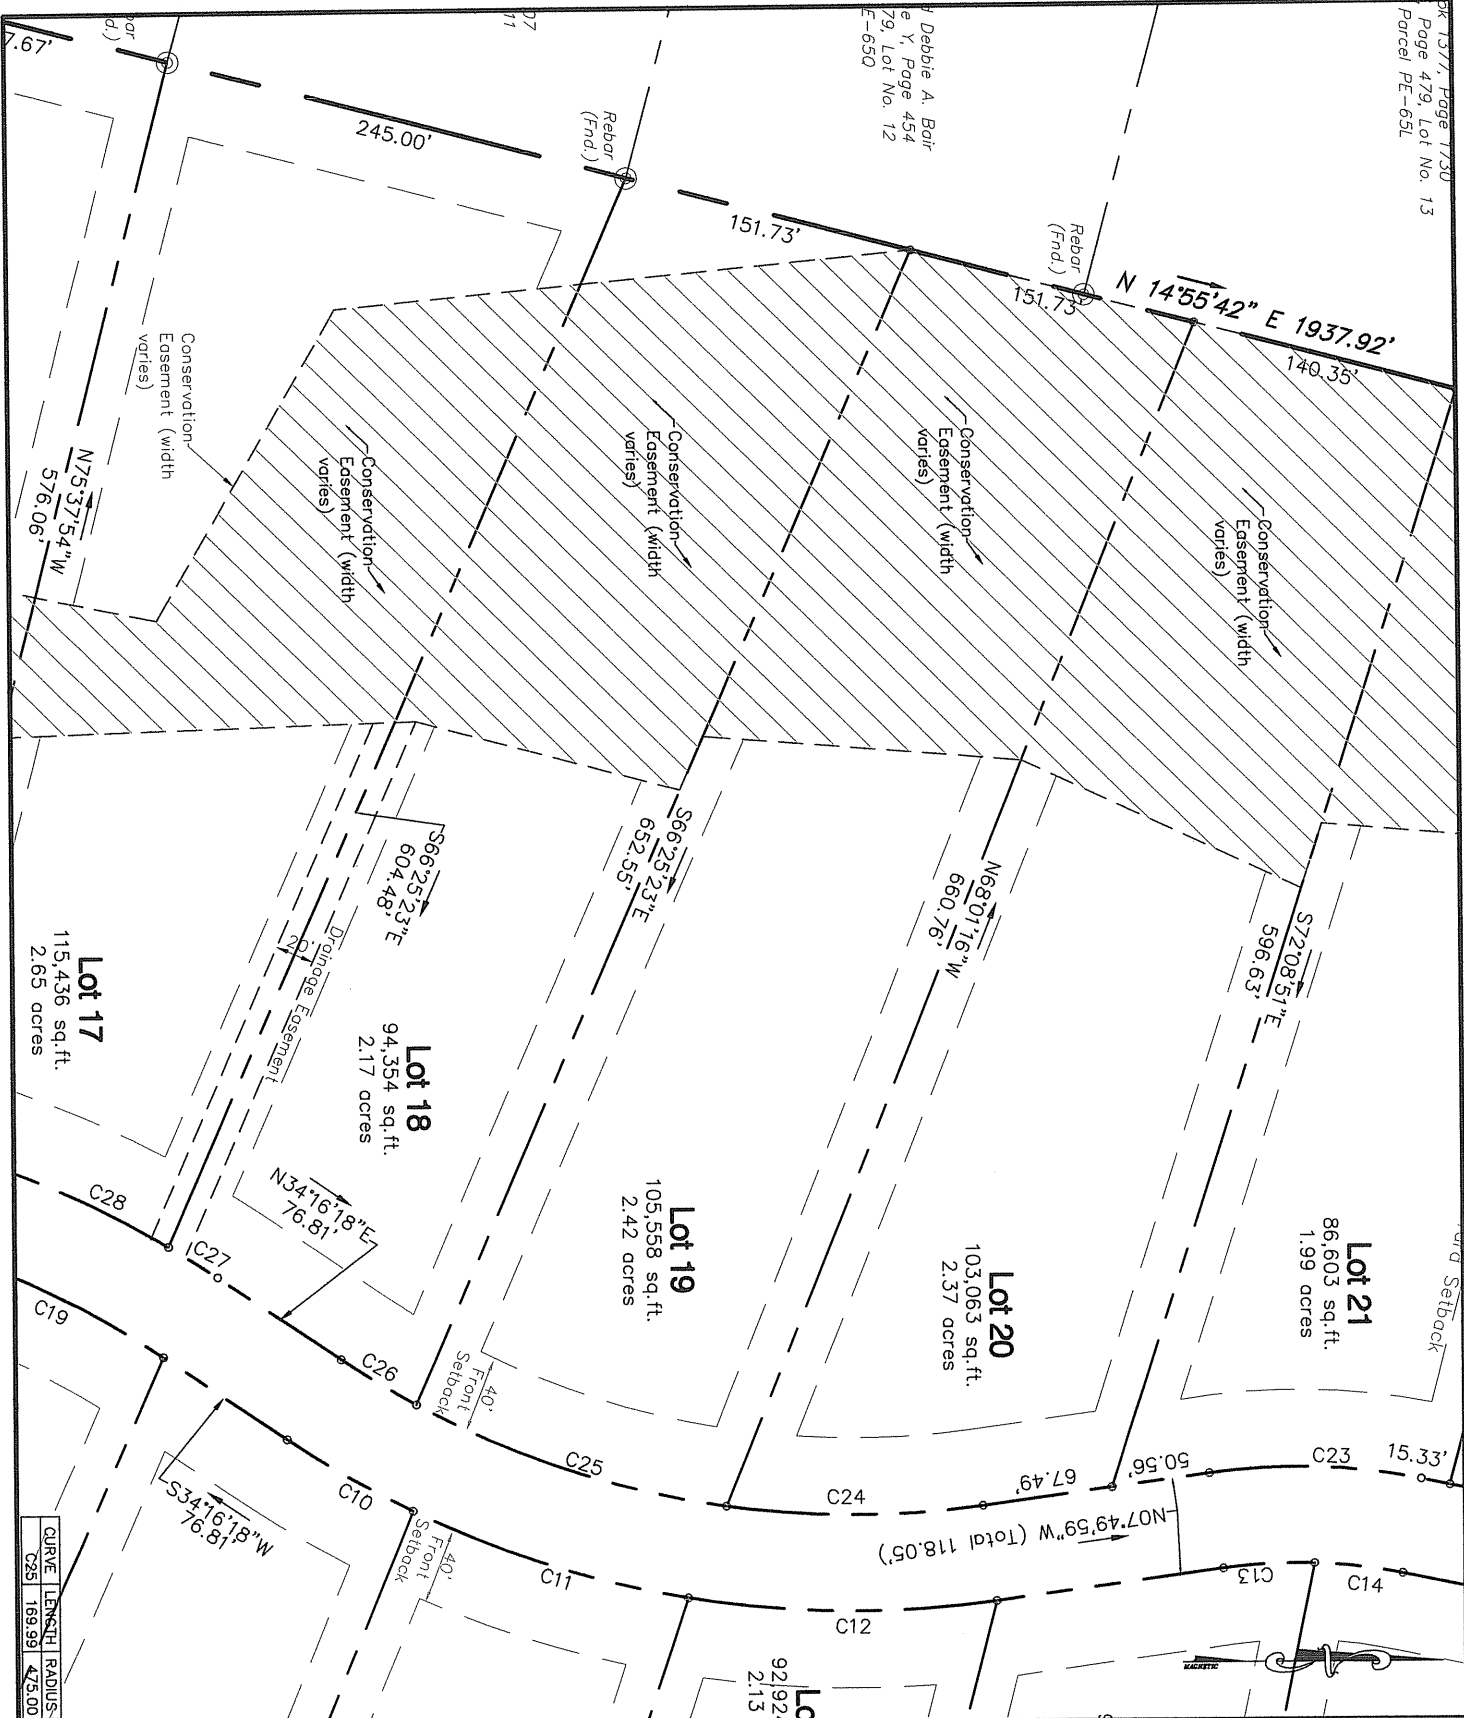 ok 1377, Page 1730
Page 479, Lot No. 13
Parcel PE-65L
Debbie A. Bair
e Y, Page 454
79, Lot No. 12
E-65Q
07
11
7.67'
245.00'
Rebar
(Fnd.)
151.73'
Rebar
(Fnd.)
151.73'
N 14°55'42" E 1937.92'
140.35'
Conservation
Easement (width
varies)
Conservation
Easement (width
varies)
Conservation
Easement (width
varies)
Conservation
Easement (width
varies)
Conservation
Easement (width
varies)
N75°37'54"W
576.06'
S66°25'23"E
604.48'
S66°25'23"E
652.55'
N68°01'16"W
660.76'
S72°08'51"E
596.63'
20'
Drainage Easement
Lot 17
115,436 sq.ft.
2.65 acres
Lot 18
94,354 sq.ft.
2.17 acres
Lot 19
105,558 sq.ft.
2.42 acres
Lot 20
103,063 sq.ft.
2.37 acres
Lot 21
86,603 sq.ft.
1.99 acres
Setback
N34°16'18"E
76.81'
C28
C27
C26
C25
C24
67.49'
50.56'
C23
15.33'
N07°49'59"W (Total 118.05')
40'
Front
Setback
C19
S34°16'18"W
76.81'
C10
40'
Front
Setback
C11
C12
C13
C14
MAGNETIC
92,924
2.13
CURVE LENGTH RADIUS
C25 169.99 475.00